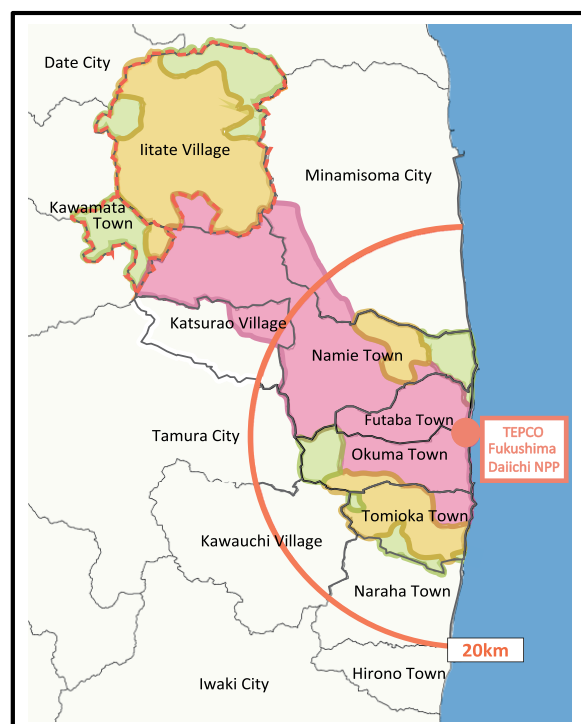 Date City
Iitate Village
Minamisoma City
Kawamata
Town
Katsurao Village
Namie Town
Futaba Town
TEPCO
Fukushima
Daiichi NPP
Tamura City
Okuma Town
Tomioka Town
Kawauchi Village
Naraha Town
20km
Hirono Town
Iwaki City